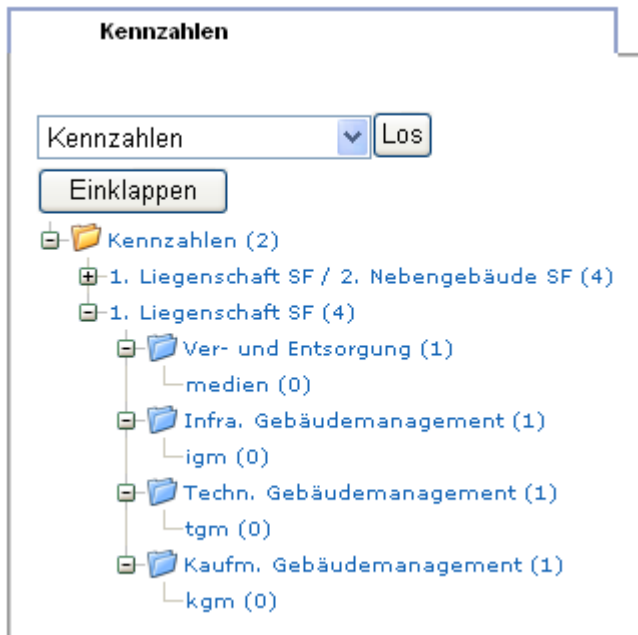 Kennzahlen
Kennzahlen Los
Einklappen
Kennzahlen (2)
1. Liegenschaft SF / 2. Nebengebäude SF (4)
1. Liegenschaft SF (4)
Ver- und Entsorgung (1)
medien (0)
Infra. Gebäudemanagement (1)
igm (0)
Techn. Gebäudemanagement (1)
tgm (0)
Kaufm. Gebäudemanagement (1)
kgm (0)